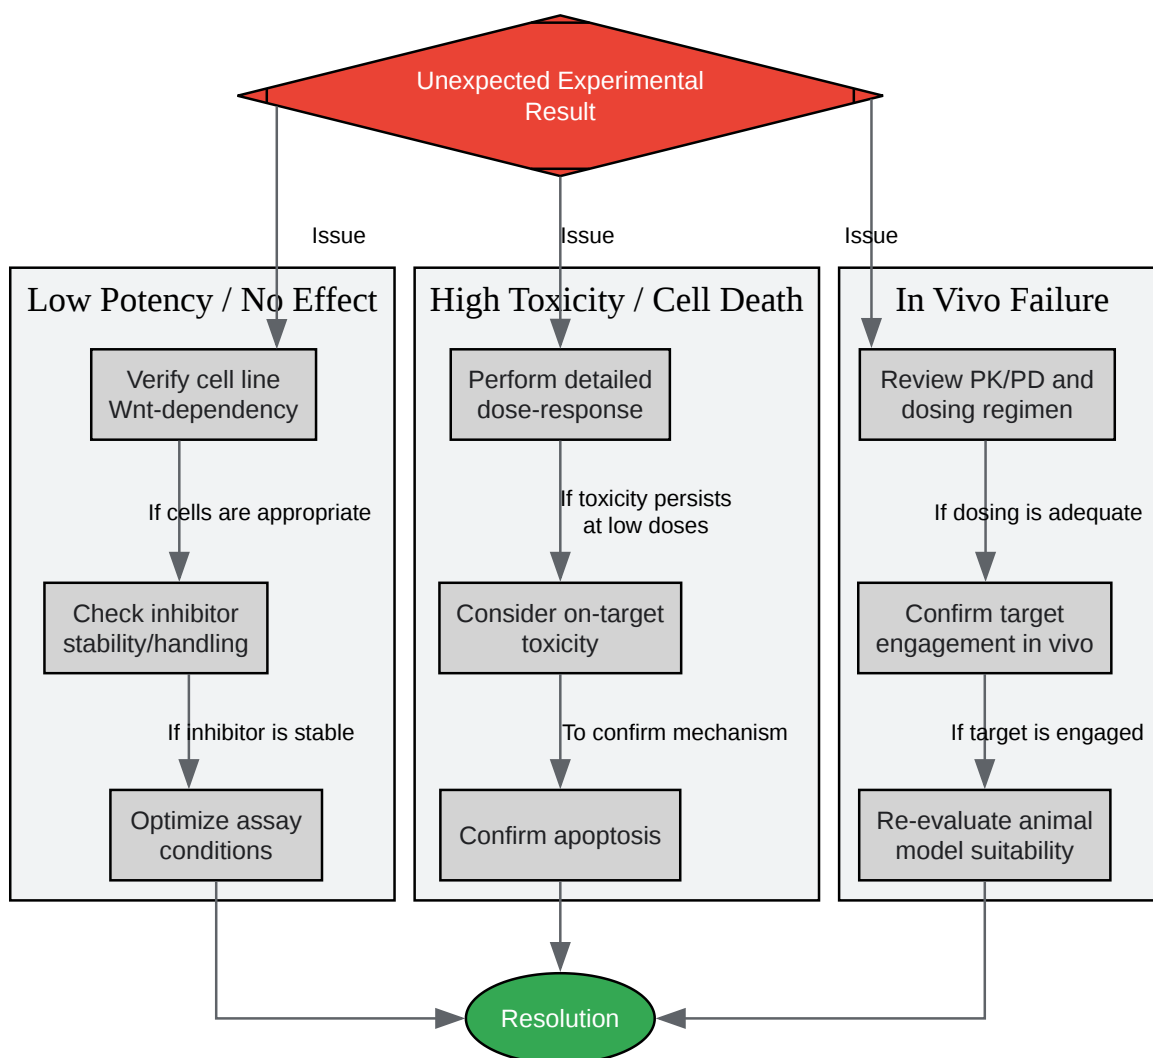 Unexpected Experimental
Result
Issue
Issue
Issue
Low Potency / No Effect
Verify cell line
Wnt-dependency
If cells are appropriate
Check inhibitor
stability/handling
If inhibitor is stable
Optimize assay
conditions
High Toxicity / Cell Death
Perform detailed
dose-response
If toxicity persists
at low doses
Consider on-target
toxicity
To confirm mechanism
Confirm apoptosis
In Vivo Failure
Review PK/PD and
dosing regimen
If dosing is adequate
Confirm target
engagement in vivo
If target is engaged
Re-evaluate animal
model suitability
Resolution